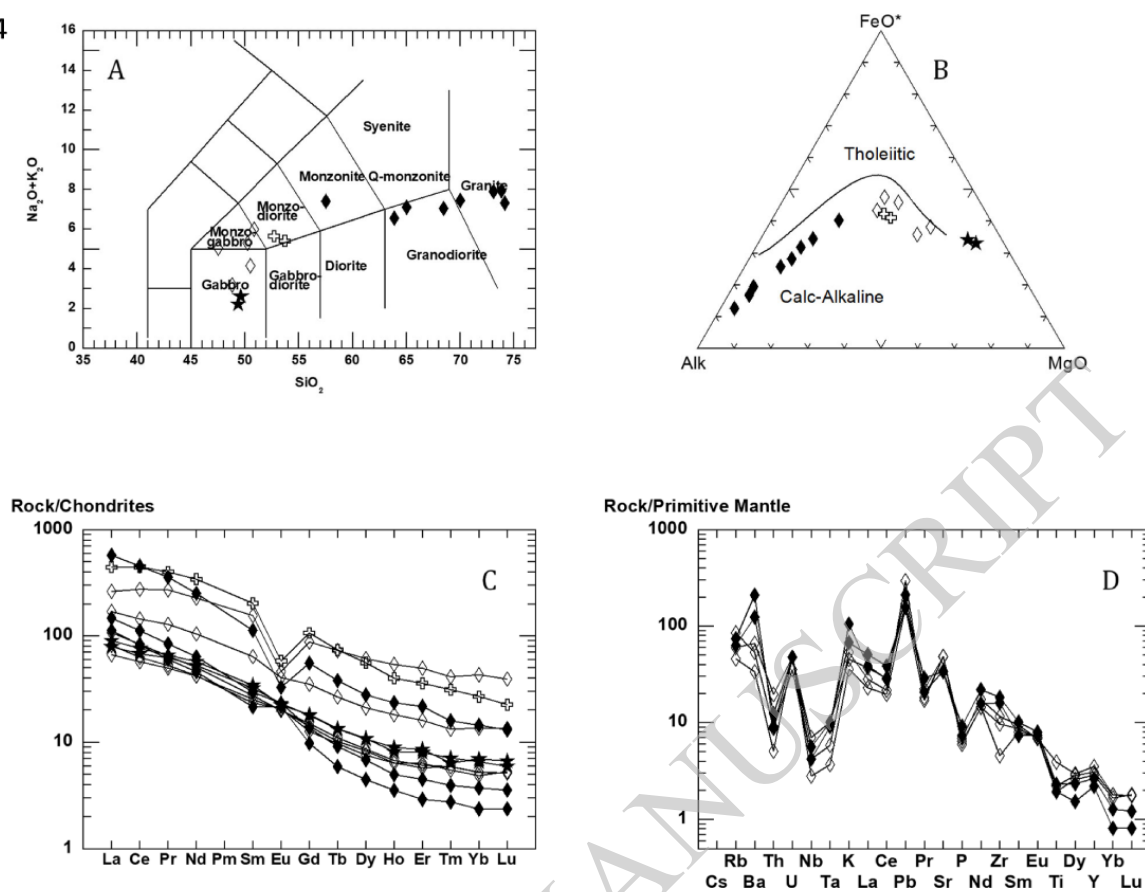 4
A
16
14
12
10
8
6
4
2
0
Na2O+K2O
35 40 45 50 55 60 65 70 75
SiO2
Syenite
Monzonite
Q-monzonite
Granite
Monzo-
diorite
Monzo-
gabbro
Gabbro
Gabbro-
diorite
Diorite
Granodiorite
B
FeO*
Tholeiitic
Calc-Alkaline
Alk
MgO
Rock/Chondrites
C
1000
100
10
1
La Ce Pr Nd Pm Sm Eu Gd Tb Dy Ho Er Tm Yb Lu
Rock/Primitive Mantle
D
1000
100
10
1
Rb Th Nb K Ce Pr P Zr Eu Dy Yb
Cs Ba U Ta La Pb Sr Nd Sm Ti Y Lu
MANUSCRIPT